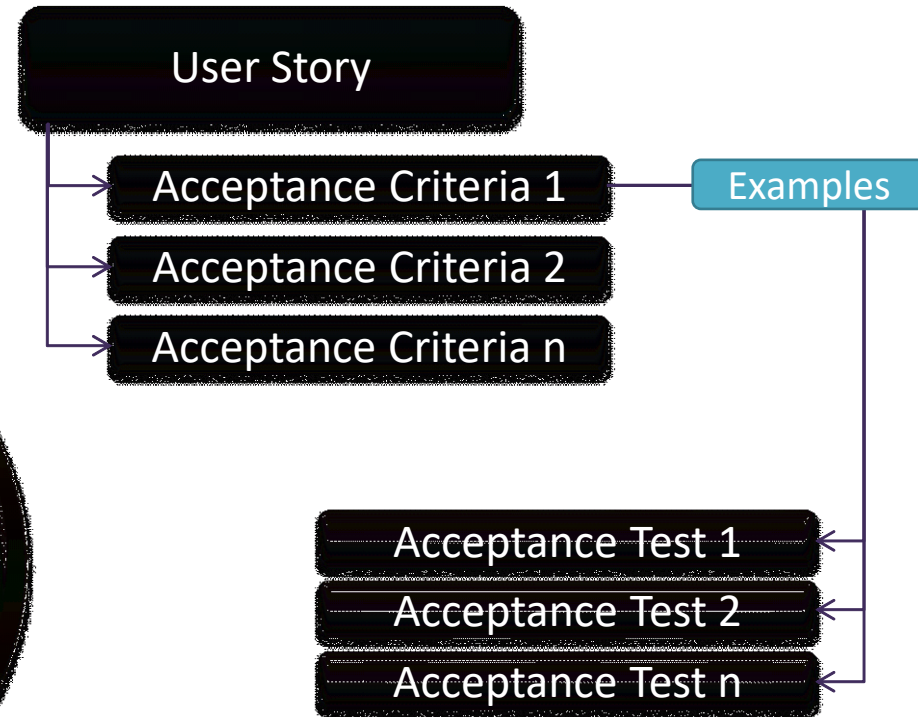 User Story
Acceptance Criteria 1
Examples
Acceptance Criteria 2
Acceptance Criteria n
Acceptance Test 1
Acceptance Test 2
Acceptance Test n